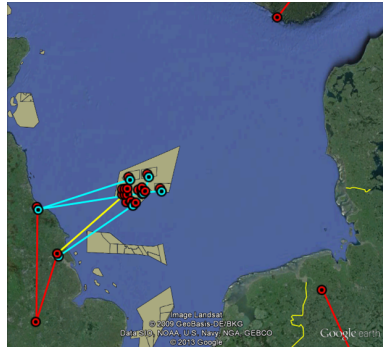 Image Landsat
© 2009 GeoBasis-DE/BKG
Data SIO, NOAA, U.S. Navy, NGA, GEBCO
© 2013 Google
Google earth